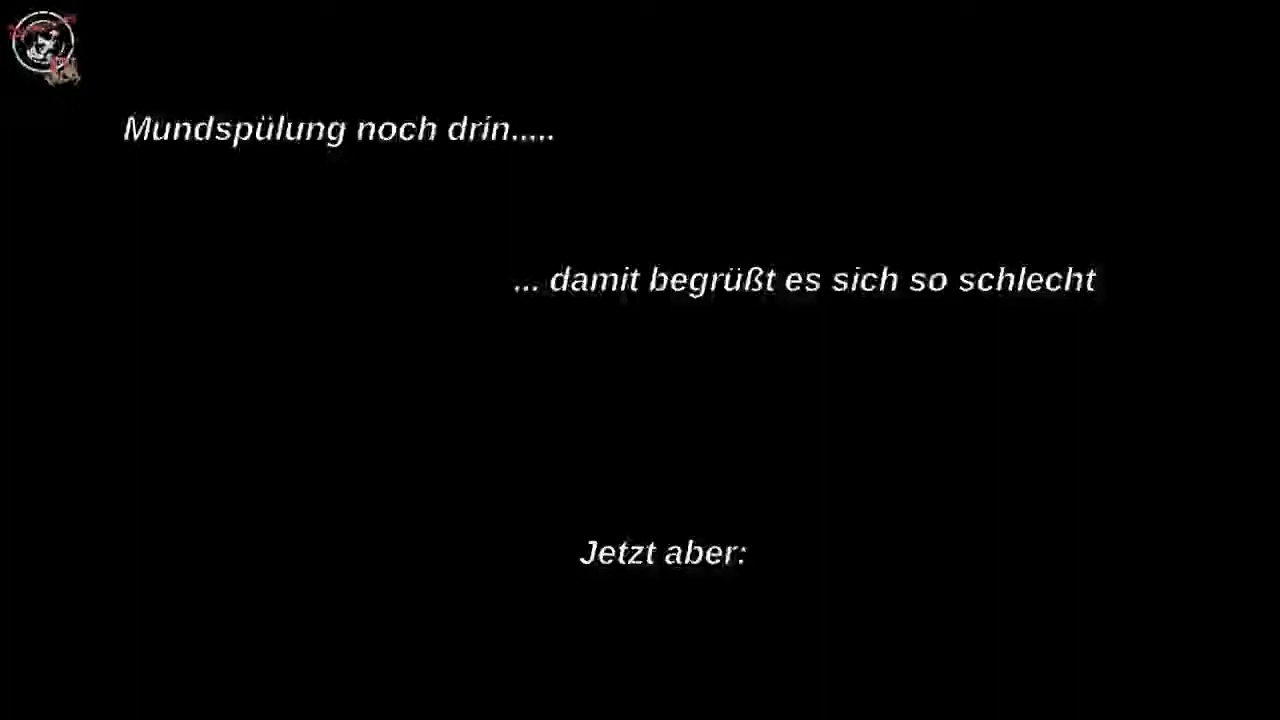 Mundspülung noch drin.....
... damit begrüßt es sich so schlecht
Jetzt aber: